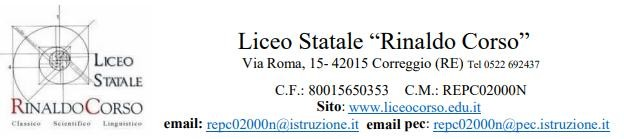 LICEO
STATALE
RINALDOCORSO
Classico Scientifico Linguistico
Liceo Statale “Rinaldo Corso”
Via Roma, 15- 42015 Correggio (RE) Tel 0522 692437
C.F.: 80015650353 C.M.: REPC02000N
Sito: www.liceocorso.edu.it
email: repc02000n@istruzione.it email pec: repc02000n@pec.istruzione.it